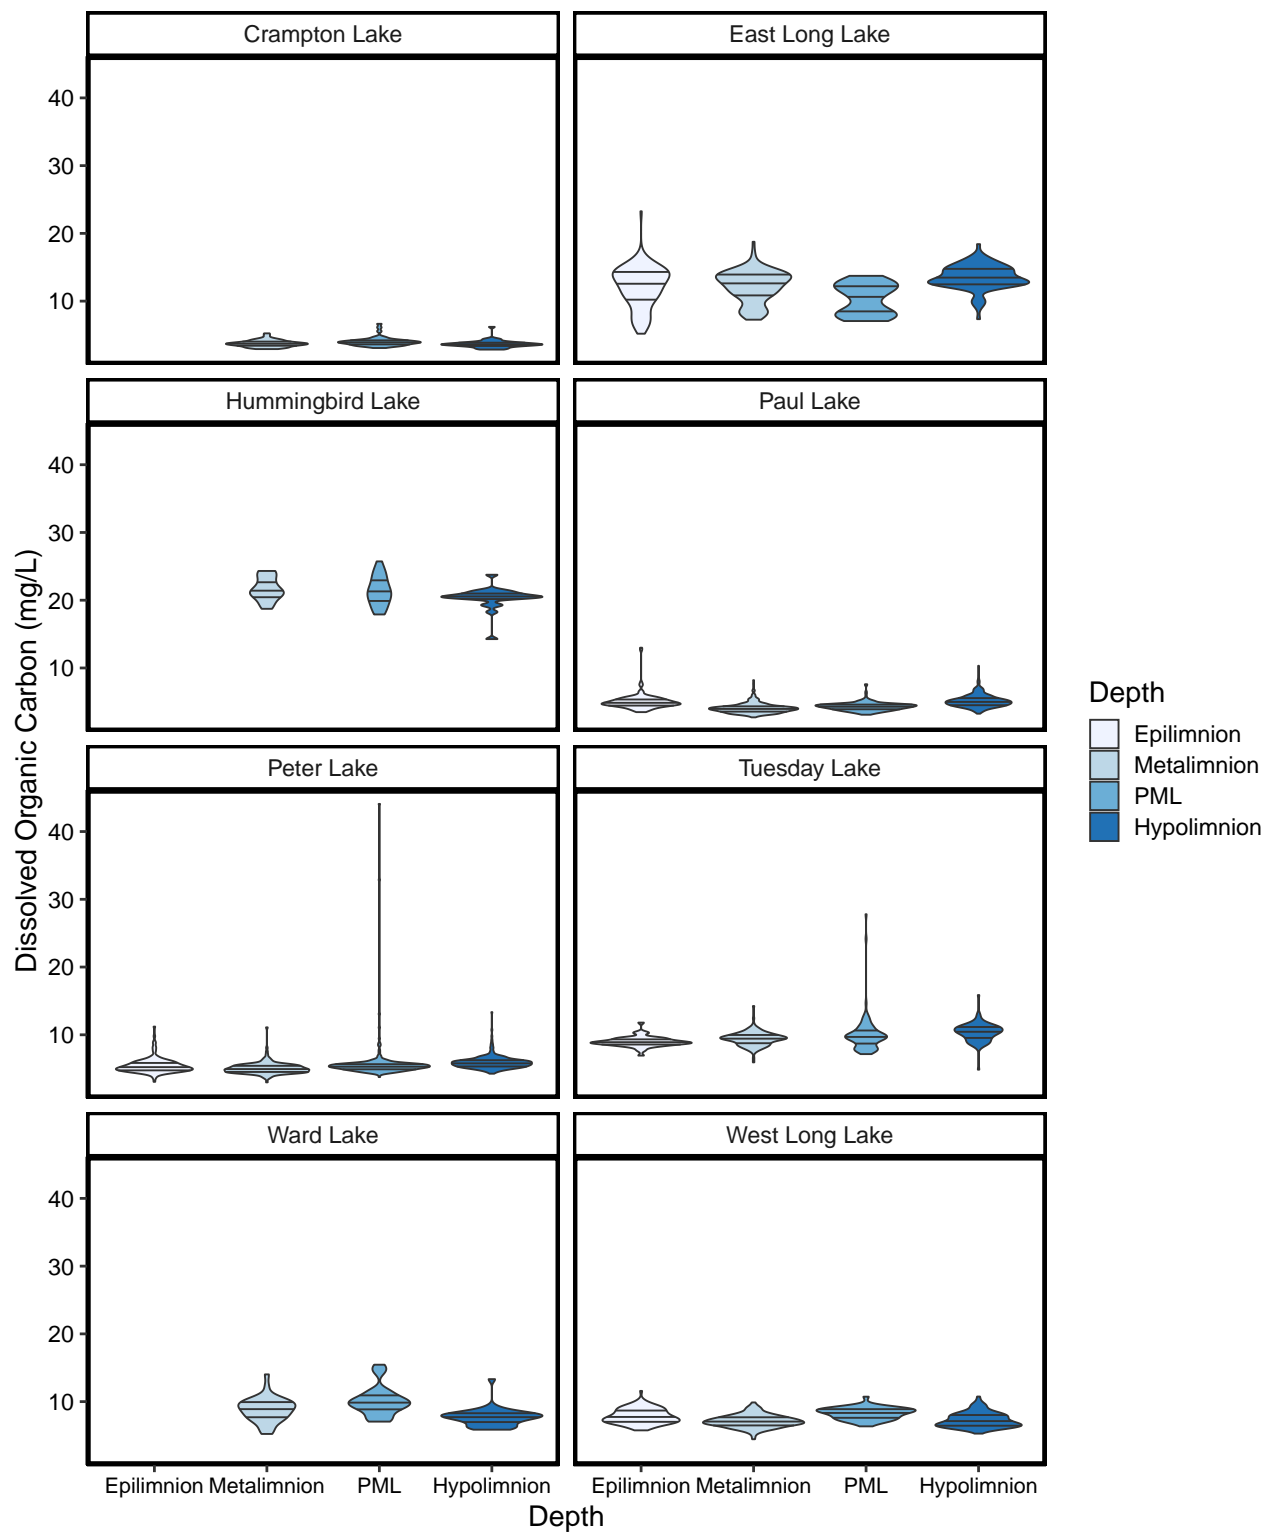 Crampton Lake
East Long Lake
40
30
20
10
Hummingbird Lake
Paul Lake
40
30
20
10
Peter Lake
Tuesday Lake
40
30
20
10
Ward Lake
West Long Lake
40
30
20
10
Epilimnion Metalimnion PML Hypolimnion
Epilimnion Metalimnion PML Hypolimnion
Depth
Dissolved Organic Carbon (mg/L)
Depth
Epilimnion
Metalimnion
PML
Hypolimnion